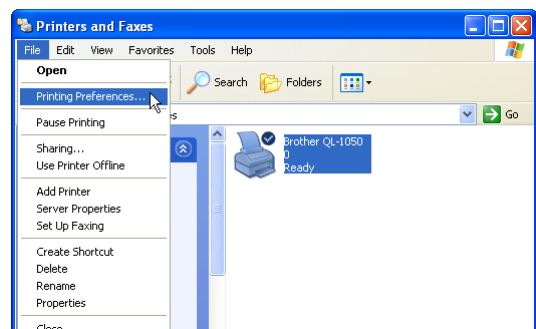 Printers and Faxes
File Edit View Favorites Tools Help
Open
Search Folders
Printing Preferences...
Go
Pause Printing
Brother QL-1050
0
Ready
Sharing...
Use Printer Offline
Add Printer
Server Properties
Set Up Faxing
Create Shortcut
Delete
Rename
Properties
Close